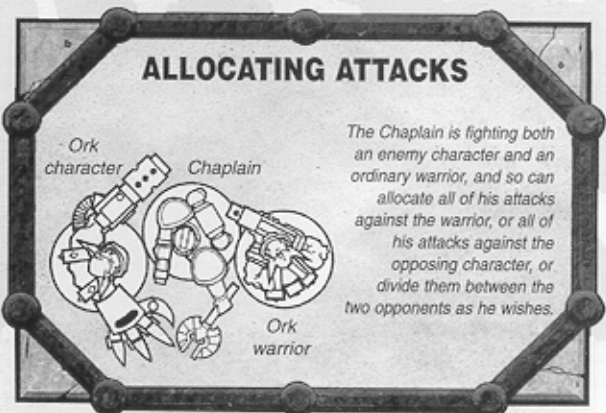 ALLOCATING ATTACKS
Ork
character
Chaplain
Ork
warrior
The Chaplain is fighting both
an enemy character and an
ordinary warrior, and so can
allocate all of his attacks
against the warrior, or all of
his attacks against the
opposing character, or
divide them between the
two opponents as he wishes.